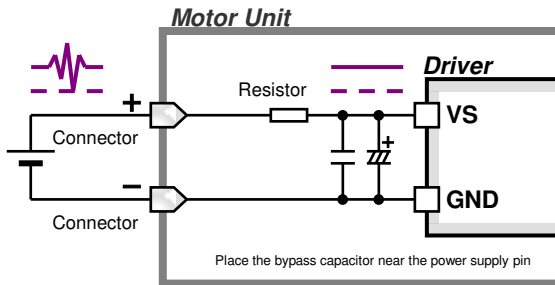 Motor Unit
Driver
Resistor
+
VS
Connector
+
−
GND
Connector
Place the bypass capacitor near the power supply pin